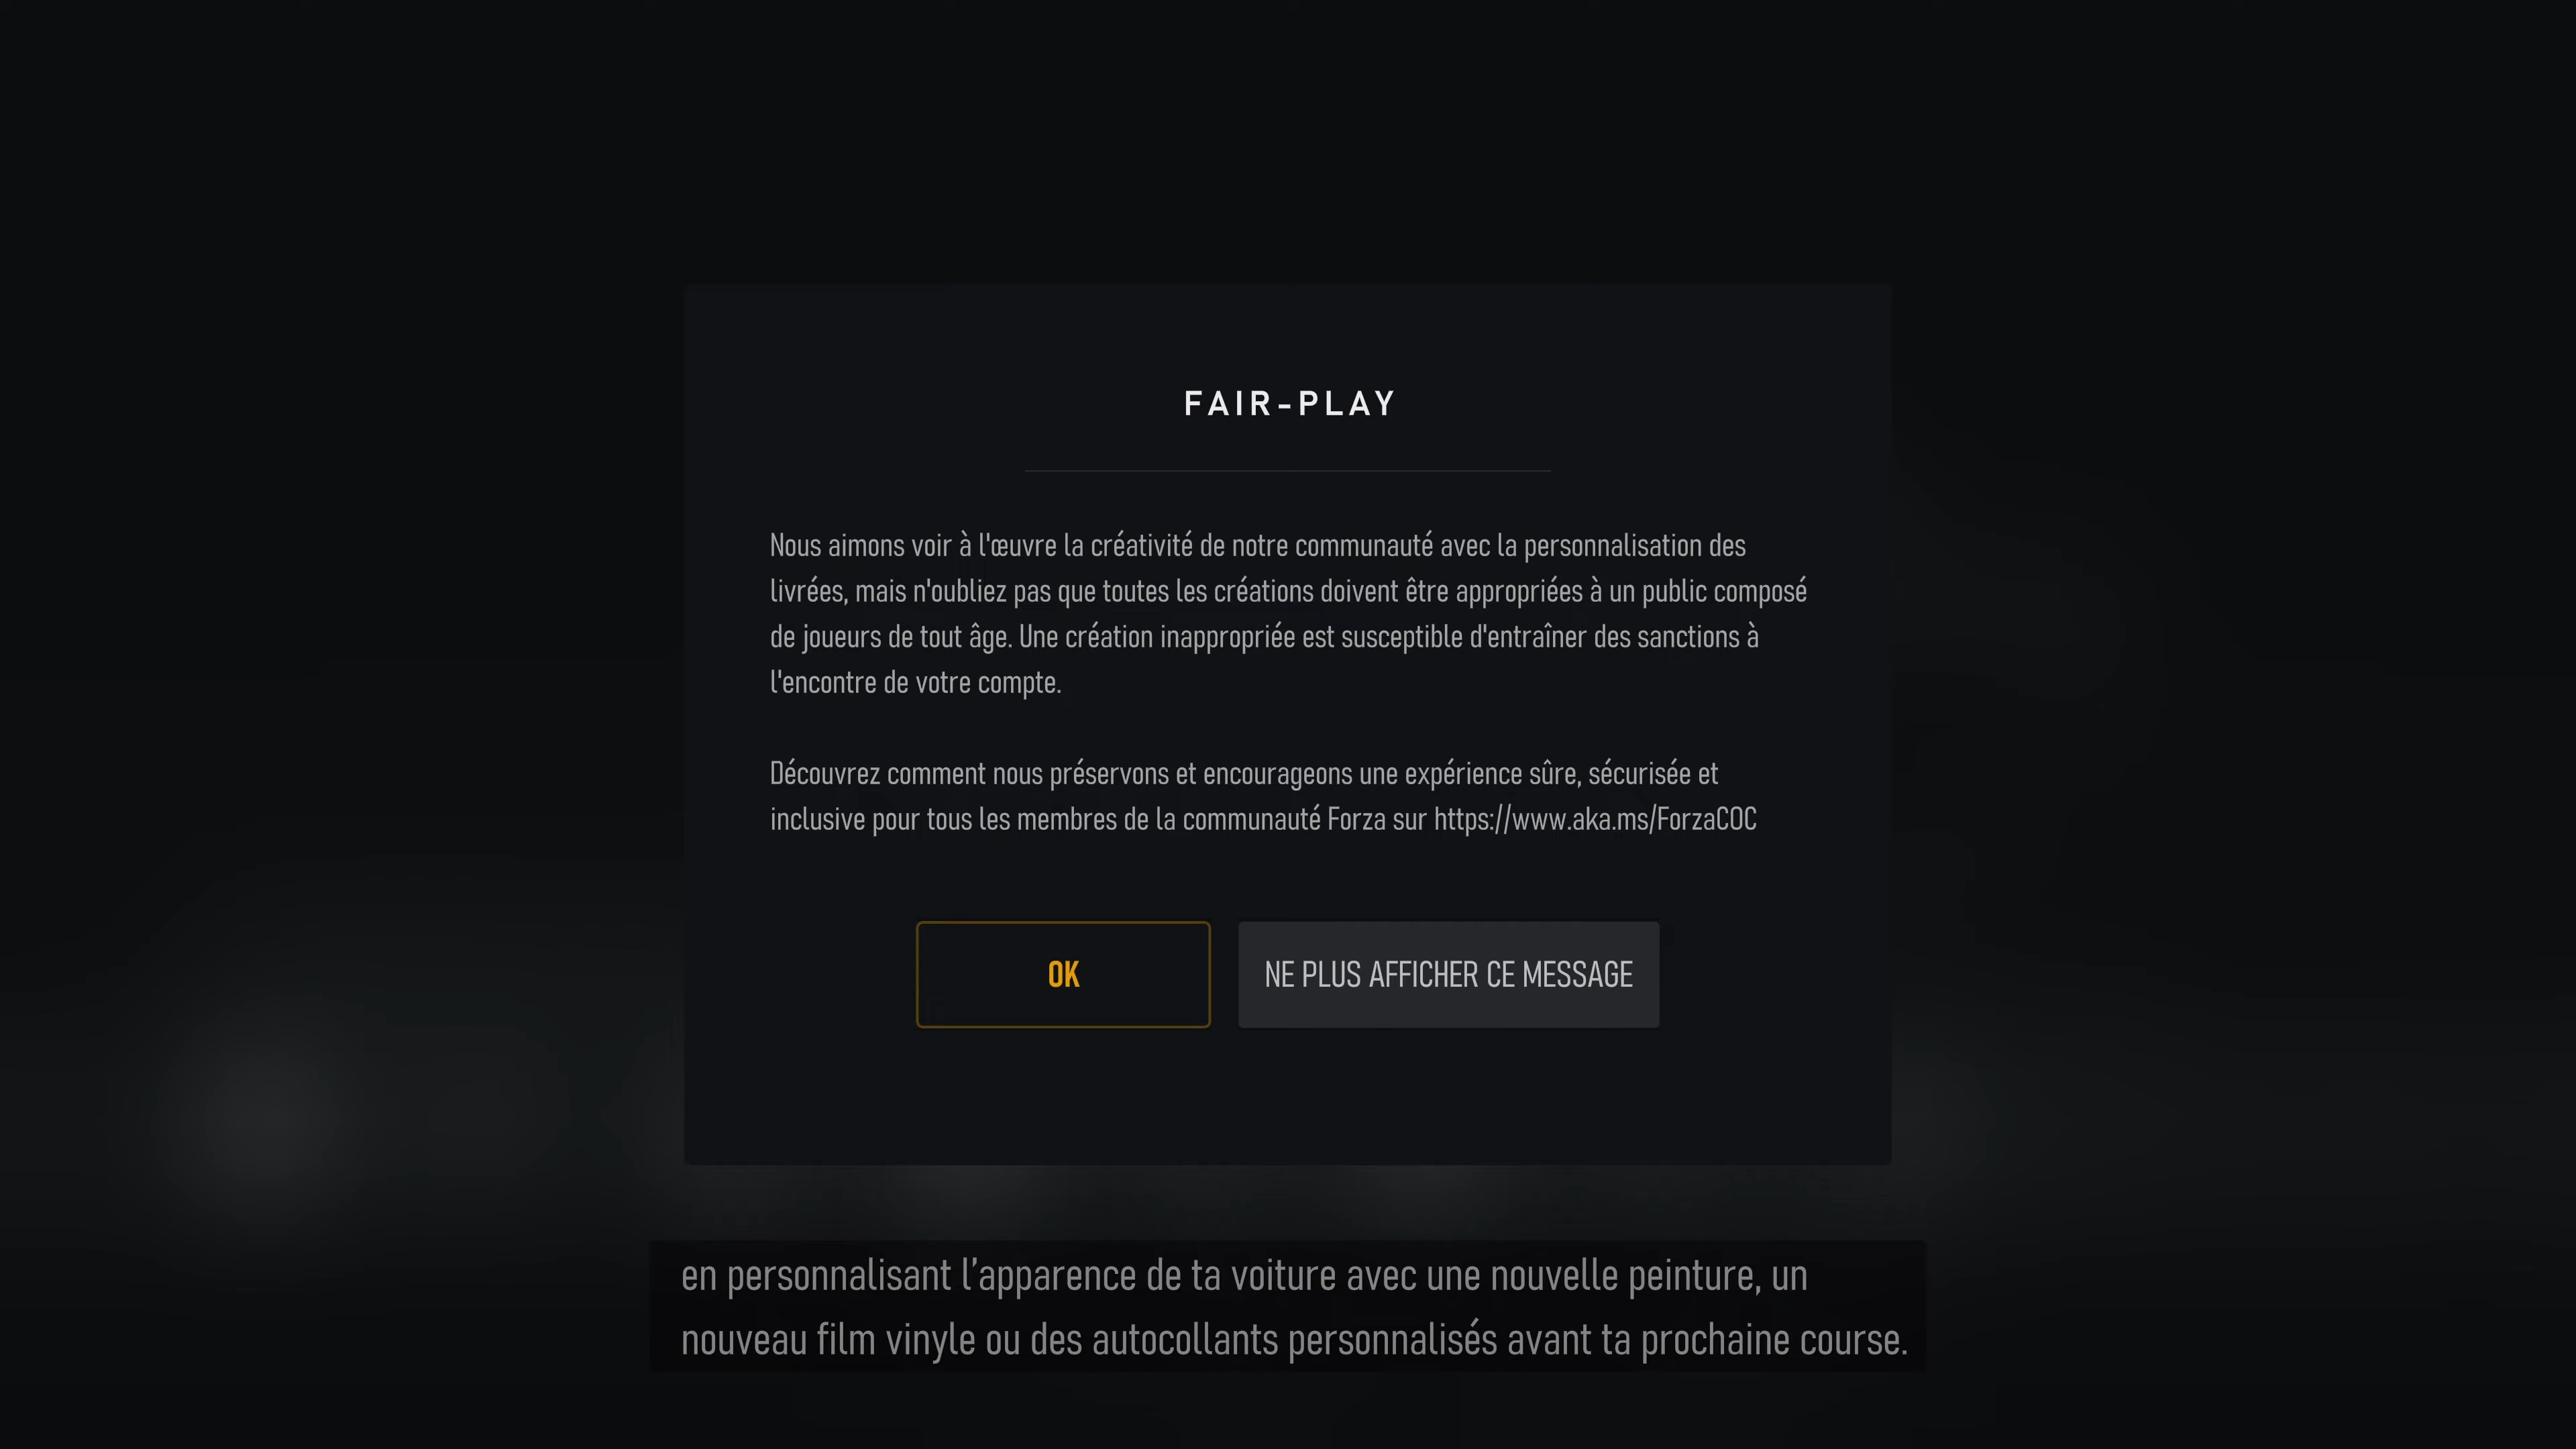 FAIR-PLAY
Nous aimons voir à l'œuvre la créativité de notre communauté avec la personnalisation des
livrées, mais n'oubliez pas que toutes les créations doivent être appropriées à un public composé
de joueurs de tout âge. Une création inappropriée est susceptible d'entraîner des sanctions à
l'encontre de votre compte.
Découvrez comment nous préservons et encourageons une expérience sûre, sécurisée et
inclusive pour tous les membres de la communauté Forza sur https://www.aka.ms/ForzaCOC
OK
NE PLUS AFFICHER CE MESSAGE
en personnalisant l’apparence de ta voiture avec une nouvelle peinture, un
nouveau film vinyle ou des autocollants personnalisés avant ta prochaine course.